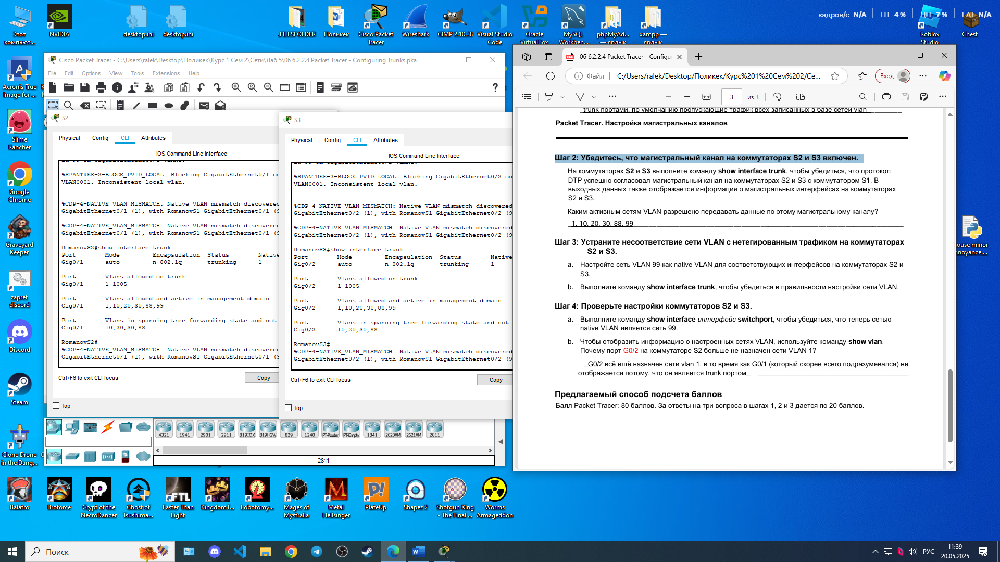 Этот компьют...
NVIDIA
desktop.ini
desktop.ini
.FILESFOLDER
Поликек
Cisco Packet Tracer
Wireshark
GIMP 2.10.38
Visual Studio Code
Oracle VirtualBox
MySQL Workben...
phpMyAd... — ярлык
xampp — ярлык
кадров/с N/A ГП 4 % ЦП 7 % LAT N/A
Roblox Studio
Chest
Acronis True Image for ...
Slime Rancher
Google Chrome
Graveyard Keeper
zapret discord
Discord
Steam
Clone Drone in the Dang...
Cisco Packet Tracer - C:\Users\ralek\Desktop\Поликек\Курс 1 Сем 2\Сети\Лаб 5\06 6.2.2.4 Packet Tracer - Configuring Trunks.pka
File Edit Options View Tools Extensions Help
S2
Physical Config CLI Attributes
IOS Command Line Interface
%SPANTREE-2-BLOCK_PVID_LOCAL: Blocking GigabitEthernet0/1 on
VLAN0001. Inconsistent local vlan.
%CDP-4-NATIVE_VLAN_MISMATCH: Native VLAN mismatch discovered
GigabitEthernet0/1 (1), with RomanovS1 GigabitEthernet0/1 (9
%CDP-4-NATIVE_VLAN_MISMATCH: Native VLAN mismatch discovered
GigabitEthernet0/1 (1), with RomanovS1 GigabitEthernet0/1 (9
RomanovS2#show interface trunk
Port Mode Encapsulation Status Native
Gig0/1 auto n-802.1q trunking 1
Port Vlans allowed on trunk
Gig0/1 1-1005
Port Vlans allowed and active in management domain
Gig0/1 1,10,20,30,88,99
Port Vlans in spanning tree forwarding state and not
Gig0/1 10,20,30,88
RomanovS2#
%CDP-4-NATIVE_VLAN_MISMATCH: Native VLAN mismatch discovered
GigabitEthernet0/1 (1), with RomanovS1 GigabitEthernet0/1 (9
Ctrl+F6 to exit CLI focus
Copy
Top
S3
Physical Config CLI Attributes
IOS Command Line Interface
%SPANTREE-2-BLOCK_PVID_LOCAL: Blocking GigabitEthernet0/2 on
VLAN0001. Inconsistent local vlan.
%CDP-4-NATIVE_VLAN_MISMATCH: Native VLAN mismatch discovered
GigabitEthernet0/2 (1), with RomanovS1 GigabitEthernet0/2 (9
%CDP-4-NATIVE_VLAN_MISMATCH: Native VLAN mismatch discovered
GigabitEthernet0/2 (1), with RomanovS1 GigabitEthernet0/2 (9
RomanovS3#show interface trunk
Port Mode Encapsulation Status Native
Gig0/2 auto n-802.1q trunking 1
Port Vlans allowed on trunk
Gig0/2 1-1005
Port Vlans allowed and active in management domain
Gig0/2 1,10,20,30,88,99
Port Vlans in spanning tree forwarding state and not
Gig0/2 10,20,30,88
RomanovS3#
%CDP-4-NATIVE_VLAN_MISMATCH: Native VLAN mismatch discovered
GigabitEthernet0/2 (1), with RomanovS1 GigabitEthernet0/2 (9
Ctrl+F6 to exit CLI focus
Copy
Top
4321 1941 2901 2911 819IOX 819HGW 829 1240 PT-Router PT-Empty 1841 2620XM 2621XM 2811
2811
06 6.2.2.4 Packet Tracer - Configu
Файл C:/Users/ralek/Desktop/Поликек/Курс%201%20Сем%202/Се...
Вход
3 из 3
trunk портами, по умолчанию пропускающие трафик всех записанных в базе сетей vlan
Packet Tracer. Настройка магистральных каналов
Шаг 2: Убедитесь, что магистральный канал на коммутаторах S2 и S3 включен.
На коммутаторах S2 и S3 выполните команду show interface trunk, чтобы убедиться, что протокол
DTP успешно согласовал магистральный канал на коммутаторах S2 и S3 с коммутатором S1. В
выходных данных также отображается информация о магистральных интерфейсах на коммутаторах
S2 и S3.
Каким активным сетям VLAN разрешено передавать данные по этому магистральному каналу?
1, 10, 20, 30, 88, 99
Шаг 3: Устраните несоответствие сети VLAN с нетегированным трафиком на коммутаторах
S2 и S3.
a. Настройте сеть VLAN 99 как native VLAN для соответствующих интерфейсов на коммутаторах S2 и
S3.
b. Выполните команду show interface trunk, чтобы убедиться в правильности настройки сети VLAN.
Шаг 4: Проверьте настройки коммутаторов S2 и S3.
a. Выполните команду show interface интерфейс switchport, чтобы убедиться, что теперь сетью
native VLAN является сеть 99.
b. Чтобы отобразить информацию о настроенных сетях VLAN, используйте команду show vlan.
Почему порт G0/2 на коммутаторе S2 больше не назначен сети VLAN 1?
G0/2 всё ещё назначен сети vlan 1, в то время как G0/1 (который скорее всего подразумевался) не
отображается потому, что он является trunk портом
Предлагаемый способ подсчета баллов
Балл Packet Tracer: 80 баллов. За ответы на три вопроса в шагах 1, 2 и 3 дается по 20 баллов.
ouse minor
nnoyance....
Balatro
Broforce
Crypt of the NecroDancer
Ghost of Tsushima...
Faster Than Light
KingdomT...
Lobotomy...
Mages of Mystralia
Metal Hellsinger
PlateUp
Shapez 2
Shotgun King - The Final ...
Worms Armageddon
Поиск
РУС
11:39
20.05.2025